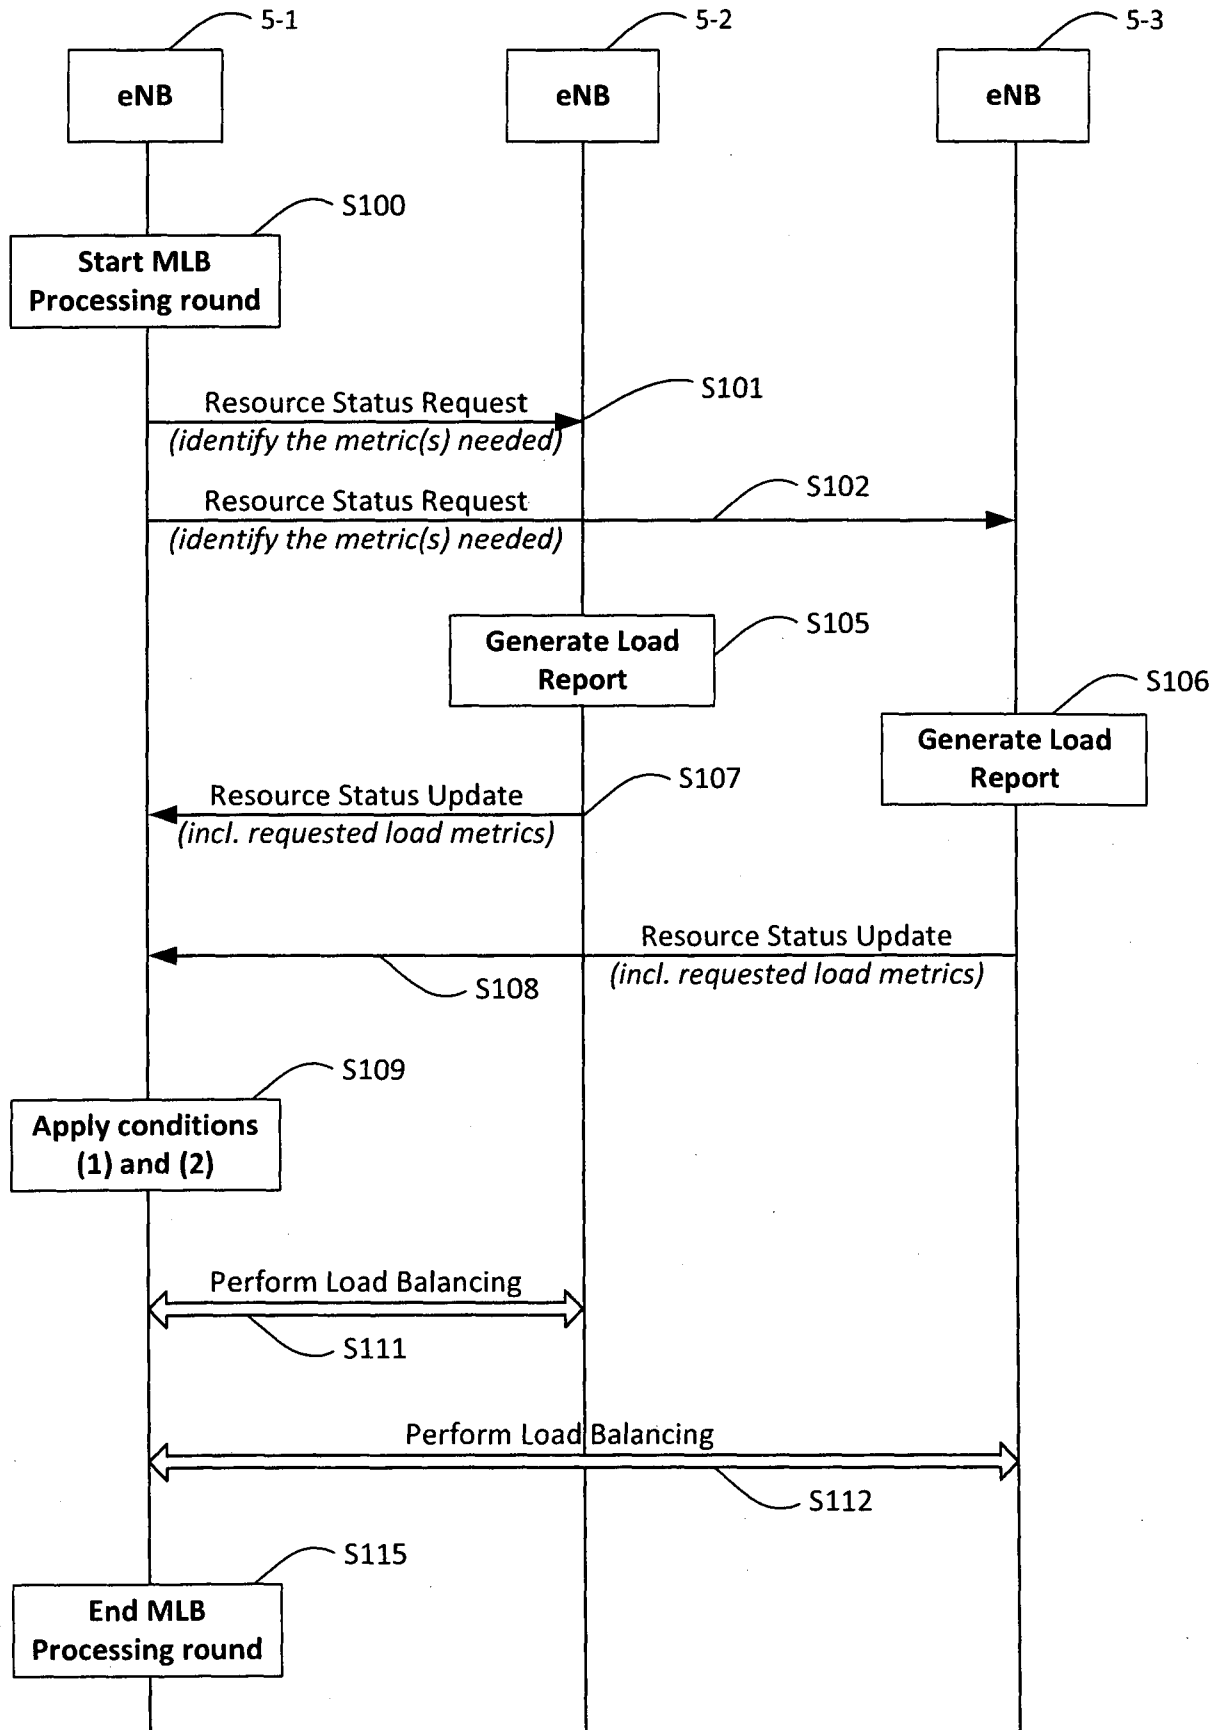 5-1
5-2
5-3
eNB
eNB
eNB
S100
Start MLB
Processing round
S101
Resource Status Request
(identify the metric(s) needed)
S102
Resource Status Request
(identify the metric(s) needed)
S105
Generate Load
Report
S106
Generate Load
Report
S107
Resource Status Update
(incl. requested load metrics)
Resource Status Update
(incl. requested load metrics)
S108
S109
Apply conditions
(1) and (2)
Perform Load Balancing
S111
Perform Load Balancing
S112
S115
End MLB
Processing round